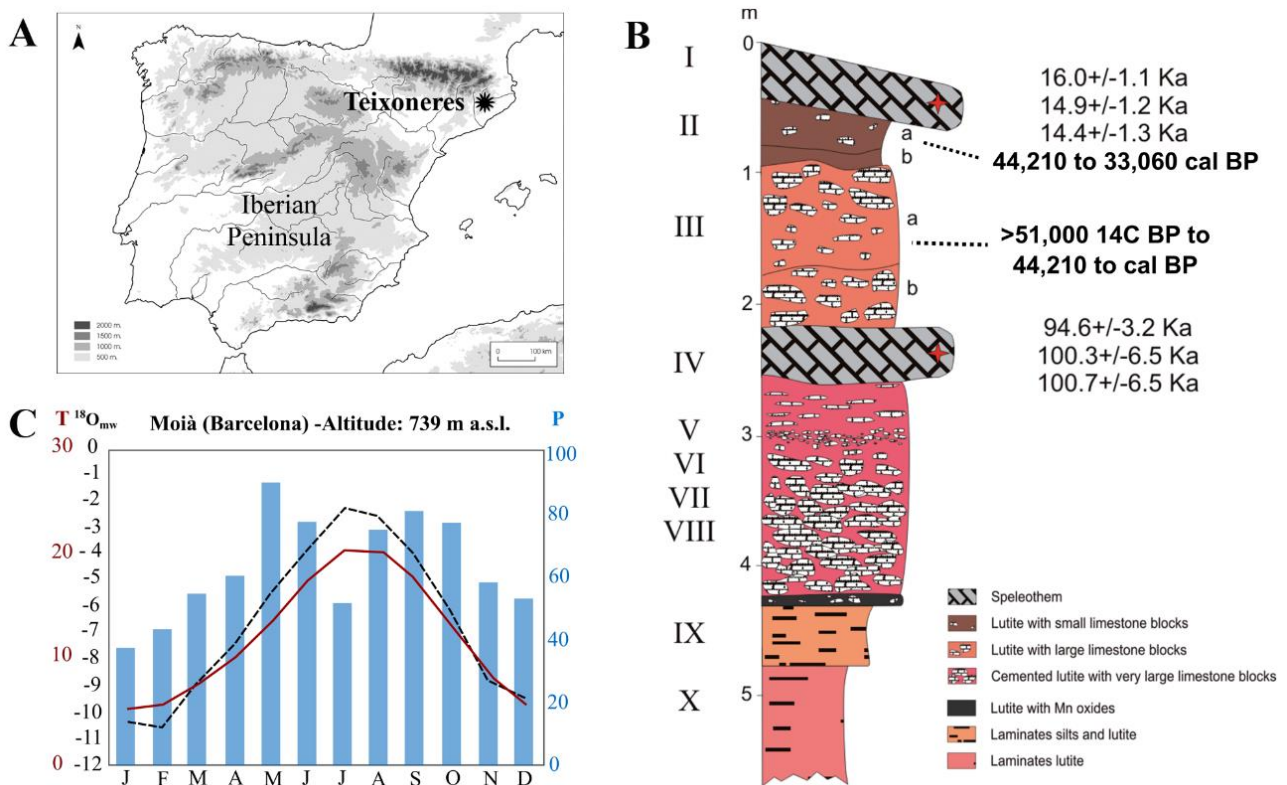 A
N
Teixoneres
Iberian
Peninsula
2000 m.
1500 m.
1000 m.
500 m.
0 100 km
B
m
0
1
2
3
4
5
I
II
III
IV
V
VI
VII
VIII
IX
X
a
b
a
b
16.0+/-1.1 Ka
14.9+/-1.2 Ka
14.4+/-1.3 Ka
44,210 to 33,060 cal BP
>51,000 14C BP to
44,210 to cal BP
94.6+/-3.2 Ka
100.3+/-6.5 Ka
100.7+/-6.5 Ka
Speleothem
Lutite with small limestone blocks
Lutite with large limestone blocks
Cemented lutite with very large limestone blocks
Lutite with Mn oxides
Laminates silts and lutite
Laminates lutite
C
T ¹⁸Omw Moià (Barcelona) -Altitude: 739 m a.s.l. P
30
20
10
0
0
-1
-2
-3
-4
-5
-6
-7
-8
-9
-10
-11
-12
100
80
60
40
20
0
J F M A M J J A S O N D